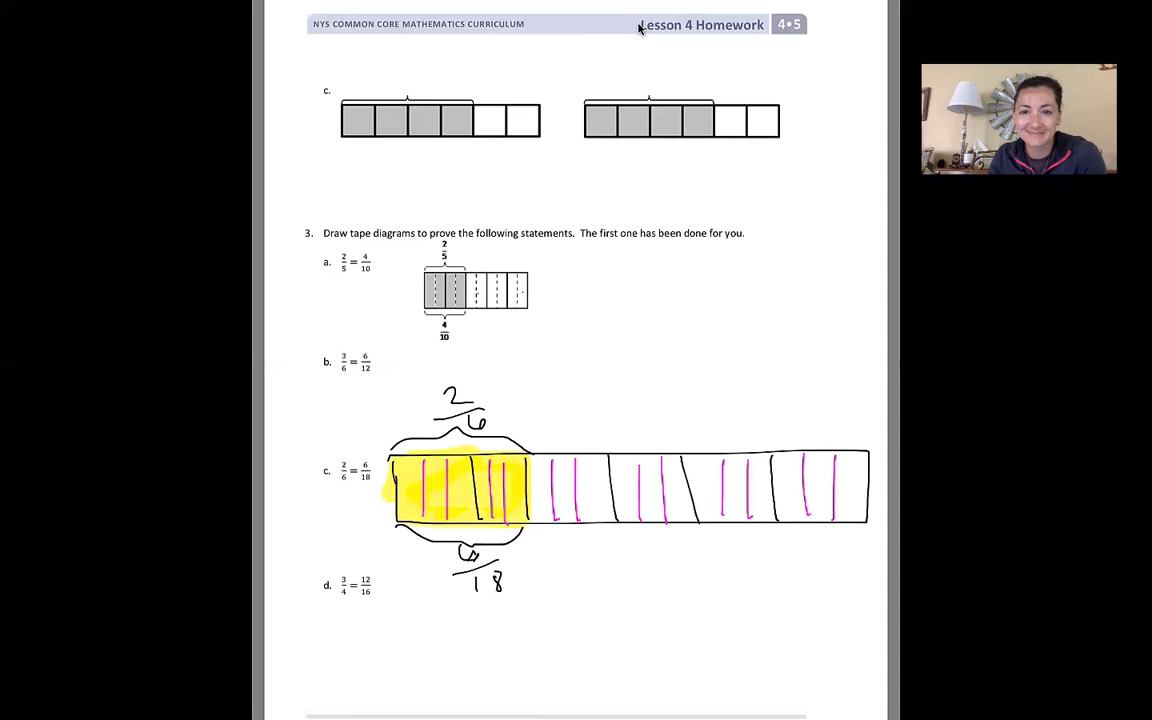 NYS COMMON CORE MATHEMATICS CURRICULUM Lesson 4 Homework 4•5
c.
3. Draw tape diagrams to prove the following statements. The first one has been done for you.
2/5
a. 2/5 = 4/10
4/10
b. 3/6 = 6/12
2/6
c. 2/6 = 6/18
6/18
d. 3/4 = 12/16